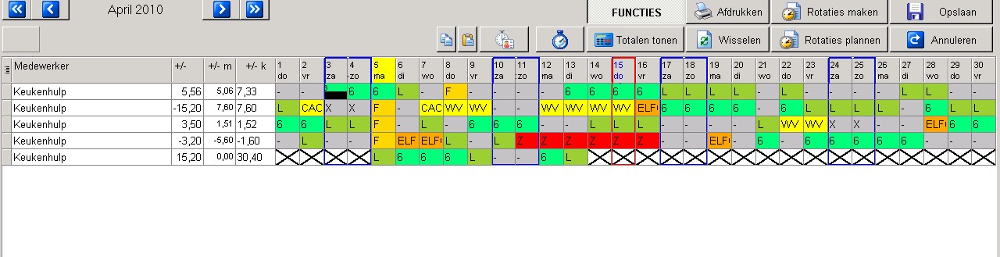 April 2010
FUNCTIES Afdrukken Rotaties maken Opslaan
Totalen tonen Wisselen Rotaties plannen Annuleren
Medewerker +/- +/- m +/- k 1 2 3 4 5 6 7 8 9 10 11 12 13 14 15 16 17 18 19 20 21 22 23 24 25 26 27 28 29 30
do vr za zo ma di wo do vr za zo ma di wo do vr za zo ma di wo do vr za zo ma di wo do vr
Keukenhulp 5,56 5,06 7,33 - - 6 6 L - F - - - - 6 6 6 6 L L L L - L - - - - L L - -
Keukenhulp -15,20 7,60 7,60 L CAC X X F - CAC WV WV - - WV WV WV WV ELF( 6 6 6 6 L 6 L L L L - - L L
Keukenhulp 3,50 1,51 1,52 6 6 L L F - L - 6 6 6 - - L L L - - - - L WV WV X X - - ELF( 6 6
Keukenhulp -3,20 -5,60 -1,60 - L - - F ELF ELF( L - L Z Z Z Z Z Z - - ELF( - 6 - 6 6 6 6 6 - - -
Keukenhulp 15,20 0,00 30,40 L 6 6 6 L - - 6 L